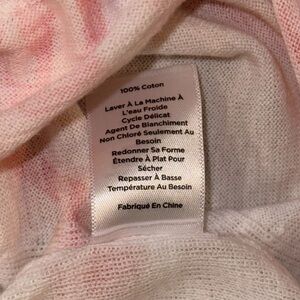 100% Coton
Laver À La Machine À
L'eau Froide
Cycle Délicat
Agent De Blanchiment
Non Chloré Seulement Au
Besoin
Redonner Sa Forme
Étendre À Plat Pour
Sécher
Repasser À Basse
Température Au Besoin
Fabriqué En Chine